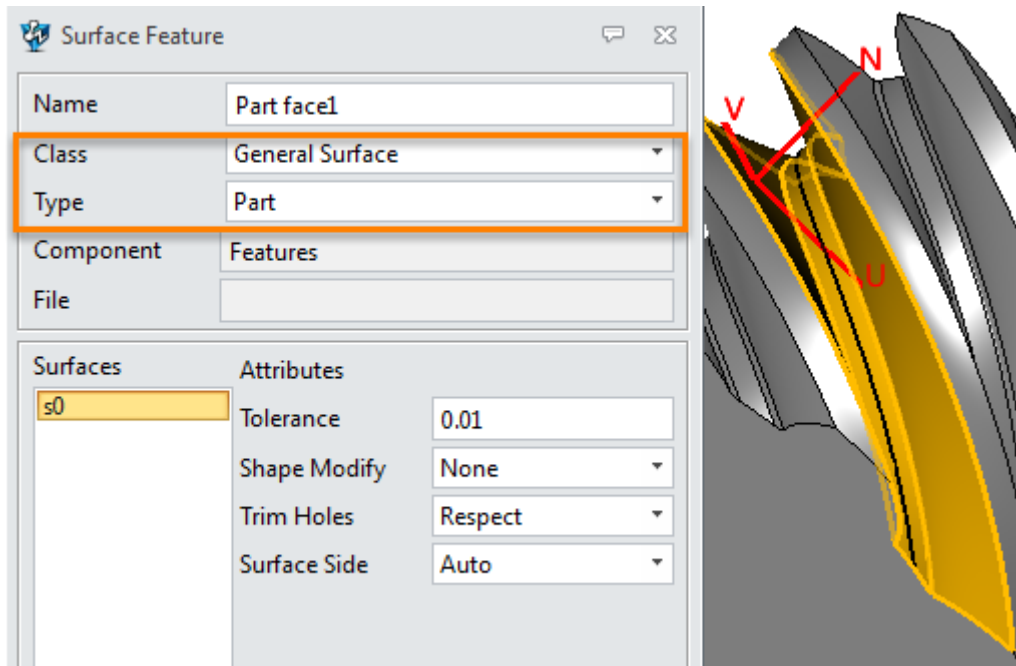 Surface Feature
Name Part face1
Class General Surface
Type Part
Component Features
File
Surfaces Attributes
s0
Tolerance 0.01
Shape Modify None
Trim Holes Respect
Surface Side Auto
N
V
U